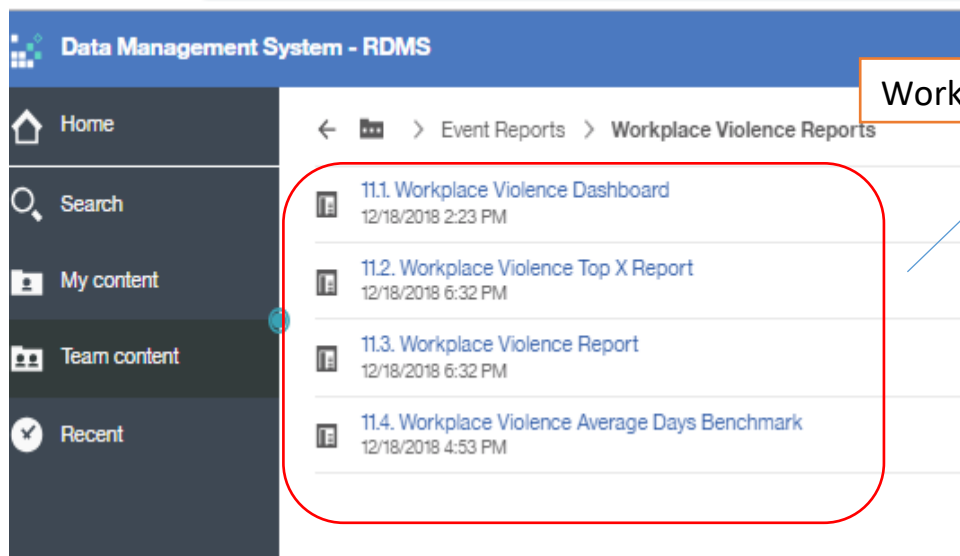 Data Management System - RDMS
Work
Home
Event Reports > Workplace Violence Reports
11.1. Workplace Violence Dashboard
12/18/2018 2:23 PM
Search
11.2. Workplace Violence Top X Report
12/18/2018 6:32 PM
My content
11.3. Workplace Violence Report
12/18/2018 6:32 PM
Team content
11.4. Workplace Violence Average Days Benchmark
12/18/2018 4:53 PM
Recent